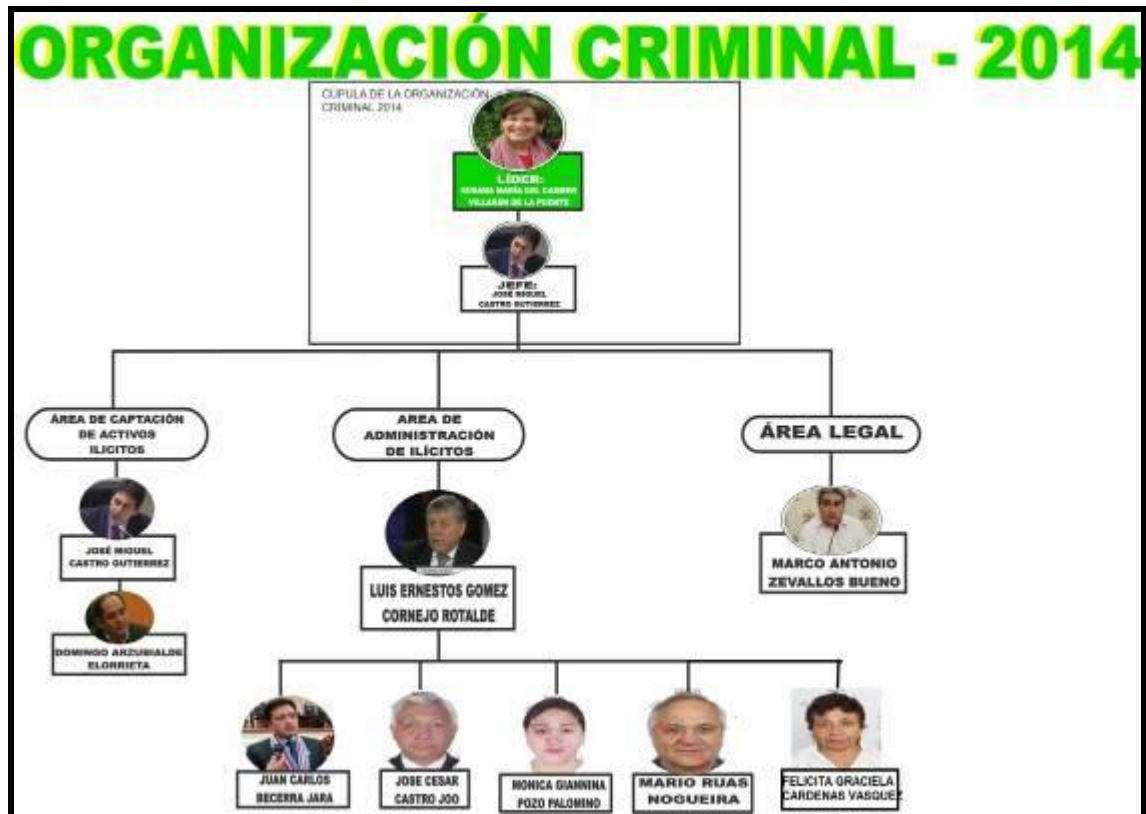 ORGANIZACIÓN CRIMINAL - 2014
CÚPULA DE LA ORGANIZACIÓN
CRIMINAL 2014
LÍDER:
SUSANA MARÍA DEL CARMEN
VILLARÁN DE LA PUENTE
JEFE:
JOSÉ MIGUEL
CASTRO GUTIERREZ
ÁREA DE CAPTACIÓN
DE ACTIVOS
ILICITOS
AREA DE
ADMINISTRACIÓN
DE ILÍCITOS
ÁREA LEGAL
JOSÉ MIGUEL
CASTRO GUTIERREZ
DOMINGO ARZUBIALDE
ELORRIETA
LUIS ERNESTOS GOMEZ
CORNEJO ROTALDE
MARCO ANTONIO
ZEVALLOS BUENO
JUAN CARLOS
BECERRA JARA
JOSE CESAR
CASTRO JOO
MONICA GIANNINA
POZO PALOMINO
MARIO RUAS
NOGUEIRA
FELICITA GRACIELA
CARDENAS VASQUEZ